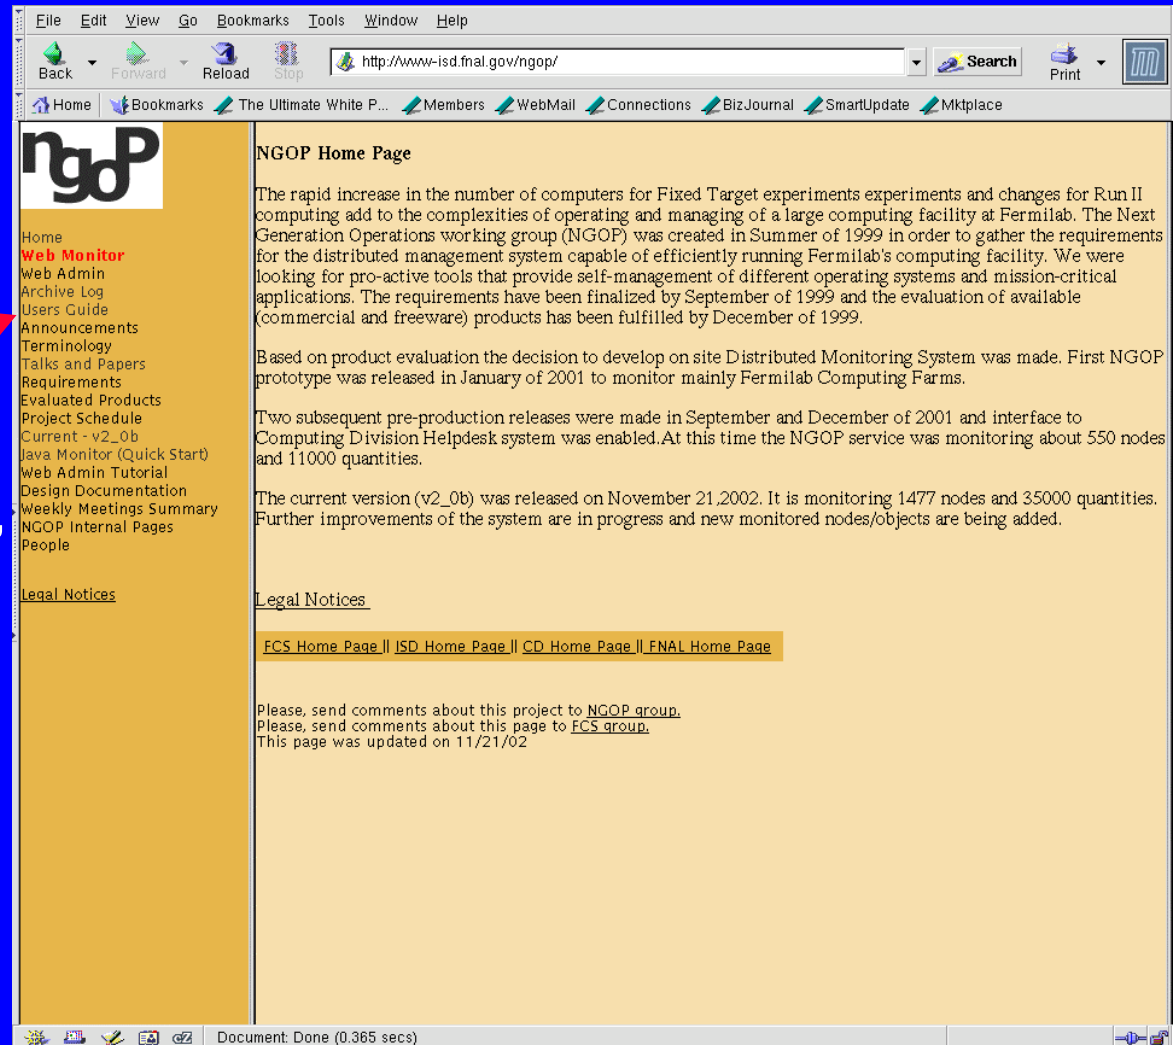 File Edit View Go Bookmarks Tools Window Help
Back Forward Reload Stop http://www-isd.fnal.gov/ngop/ Search Print
Home Bookmarks The Ultimate White P... Members WebMail Connections BizJournal SmartUpdate Mktplace
ngoP
Home
Web Monitor
Web Admin
Archive Log
Users Guide
Announcements
Terminology
Talks and Papers
Requirements
Evaluated Products
Project Schedule
Current - v2_0b
Java Monitor (Quick Start)
Web Admin Tutorial
Design Documentation
Weekly Meetings Summary
NGOP Internal Pages
People
Legal Notices
NGOP Home Page
The rapid increase in the number of computers for Fixed Target experiments experiments and changes for Run II
computing add to the complexities of operating and managing of a large computing facility at Fermilab. The Next
Generation Operations working group (NGOP) was created in Summer of 1999 in order to gather the requirements
for the distributed management system capable of efficiently running Fermilab's computing facility. We were
looking for pro-active tools that provide self-management of different operating systems and mission-critical
applications. The requirements have been finalized by September of 1999 and the evaluation of available
(commercial and freeware) products has been fulfilled by December of 1999.
Based on product evaluation the decision to develop on site Distributed Monitoring System was made. First NGOP
prototype was released in January of 2001 to monitor mainly Fermilab Computing Farms.
Two subsequent pre-production releases were made in September and December of 2001 and interface to
Computing Division Helpdesk system was enabled.At this time the NGOP service was monitoring about 550 nodes
and 11000 quantities.
The current version (v2_0b) was released on November 21,2002. It is monitoring 1477 nodes and 35000 quantities.
Further improvements of the system are in progress and new monitored nodes/objects are being added.
Legal Notices
FCS Home Page || ISD Home Page || CD Home Page || FNAL Home Page
Please, send comments about this project to NGOP group.
Please, send comments about this page to FCS group.
This page was updated on 11/21/02
Document: Done (0.365 secs)